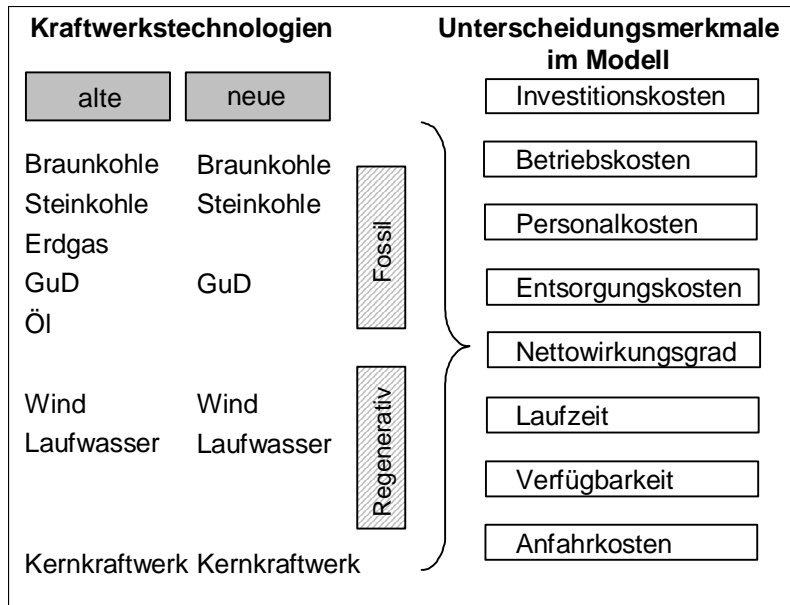 Kraftwerkstechnologien
alte
neue
Braunkohle
Braunkohle
Steinkohle
Steinkohle
Erdgas
GuD
GuD
Öl
Fossil
Wind
Wind
Laufwasser
Laufwasser
Regenerativ
Kernkraftwerk
Kernkraftwerk
Unterscheidungsmerkmale
im Modell
Investitionskosten
Betriebskosten
Personalkosten
Entsorgungskosten
Nettowirkungsgrad
Laufzeit
Verfügbarkeit
Anfahrkosten